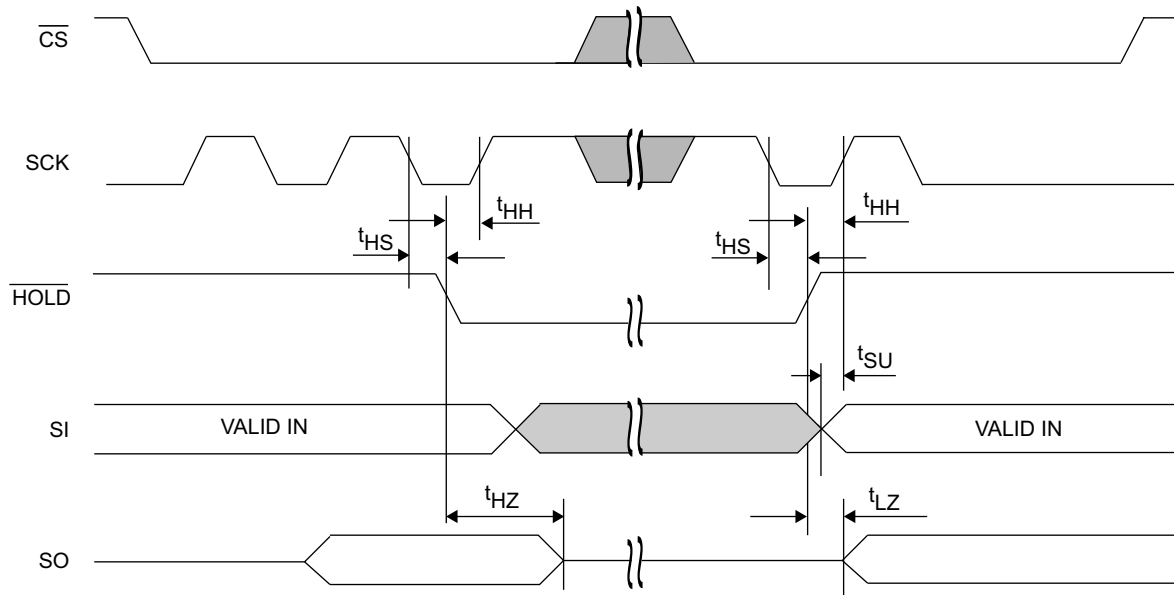 CS
SCK
tHH
tHH
tHS
tHS
HOLD
tSU
SI
VALID IN
VALID IN
tHZ
tLZ
SO